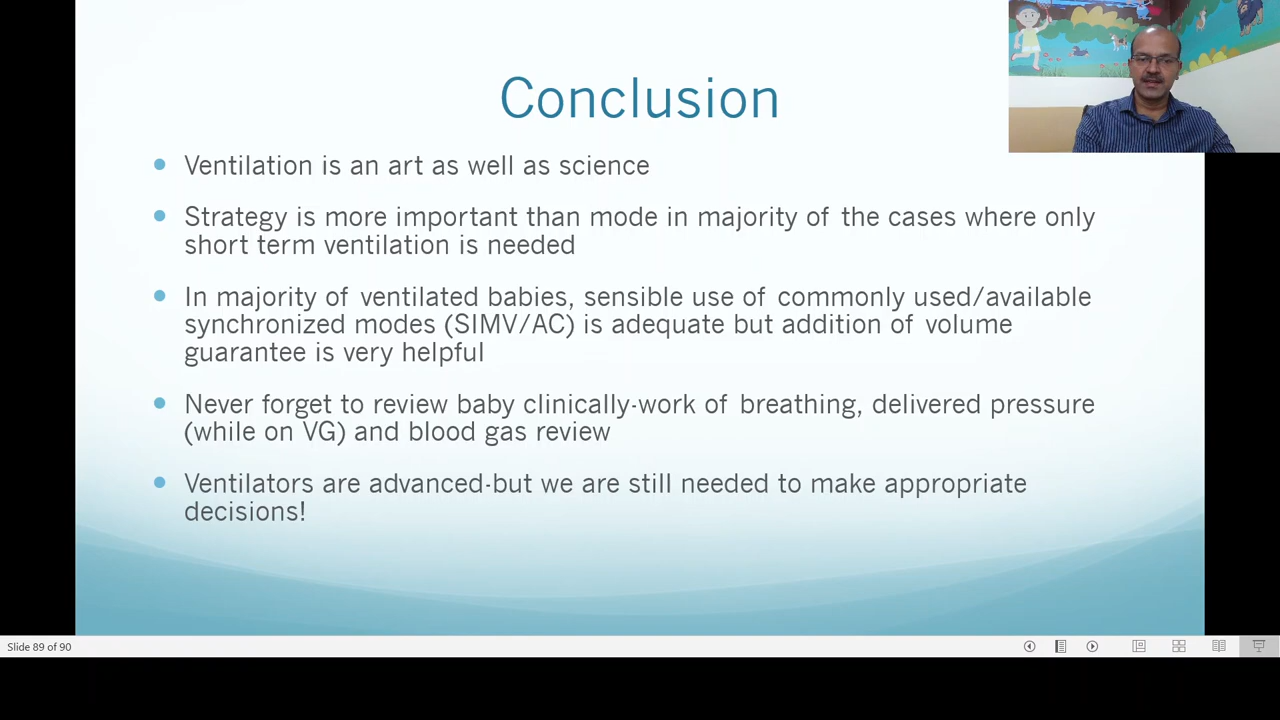 Conclusion
Ventilation is an art as well as science
Strategy is more important than mode in majority of the cases where only
short term ventilation is needed
In majority of ventilated babies, sensible use of commonly used/available
synchronized modes (SIMV/AC) is adequate but addition of volume
guarantee is very helpful
Never forget to review baby clinically-work of breathing, delivered pressure
(while on VG) and blood gas review
Ventilators are advanced-but we are still needed to make appropriate
decisions!
Slide 89 of 90